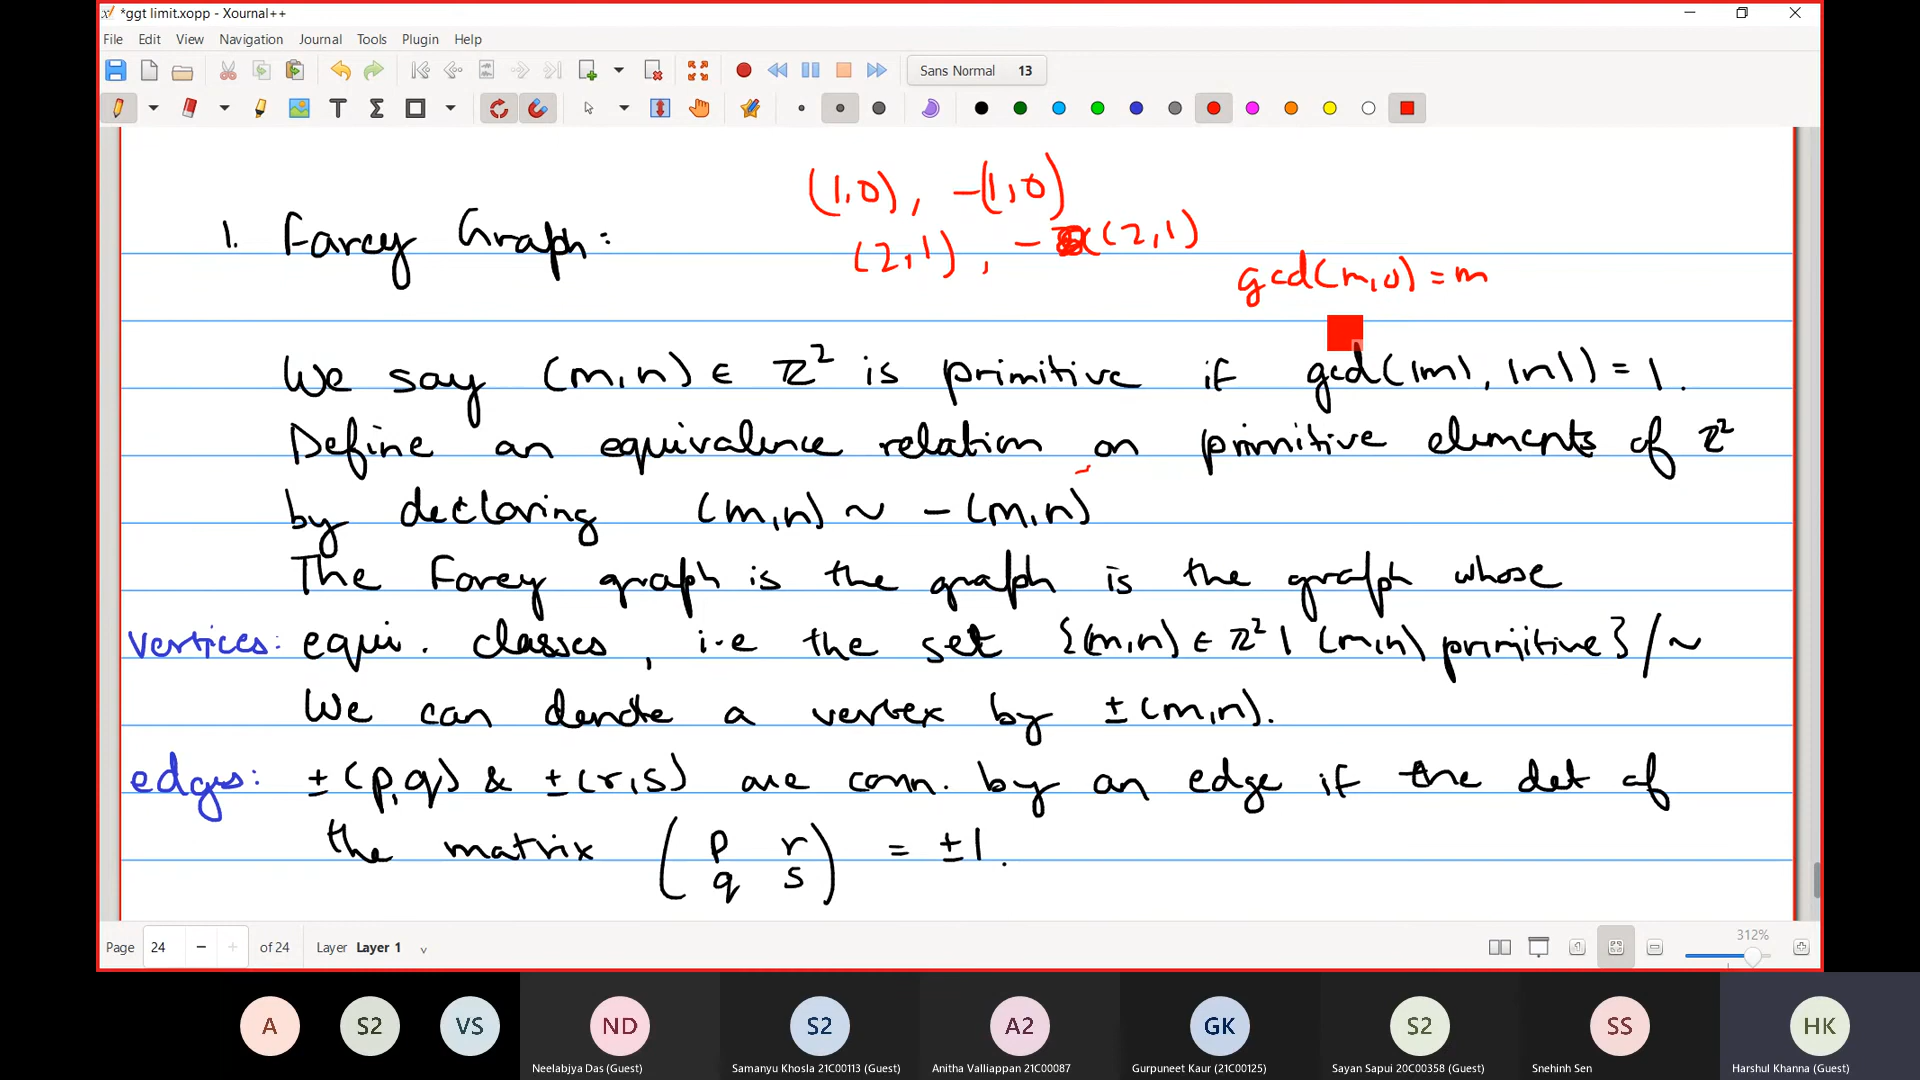 *ggt limit.xopp - Xournal++
File Edit View Navigation Journal Tools Plugin Help
Sans Normal 13
(1,0), -(1,0)
1. Farey Graph:
(2,1), -(2,1)
gcd(m,0) = m
We say (m,n) ∈ ℤ² is primitive if gcd(|m|, |n|) = 1.
Define an equivalence relation on primitive elements of ℤ²
by declaring (m,n) ~ -(m,n)
The Farey graph is the graph is the graph whose
vertices: equi. classes, i.e the set {(m,n) ∈ ℤ² | (m,n) primitive} / ~
We can denote a vertex by ±(m,n).
edges: ±(p,q) & ±(r,s) are conn. by an edge if the det of
the matrix ( p r
q s ) = ±1.
Page 24 of 24 Layer Layer 1 312%
A S2 VS ND S2 A2 GK S2 SS HK
Neelabjya Das (Guest) Samanyu Khosla 21C00113 (Guest) Anitha Valliappan 21C00087 Gurpuneet Kaur (21C00125) Sayan Sapui 20C00358 (Guest) Snehinh Sen Harshul Khanna (Guest)